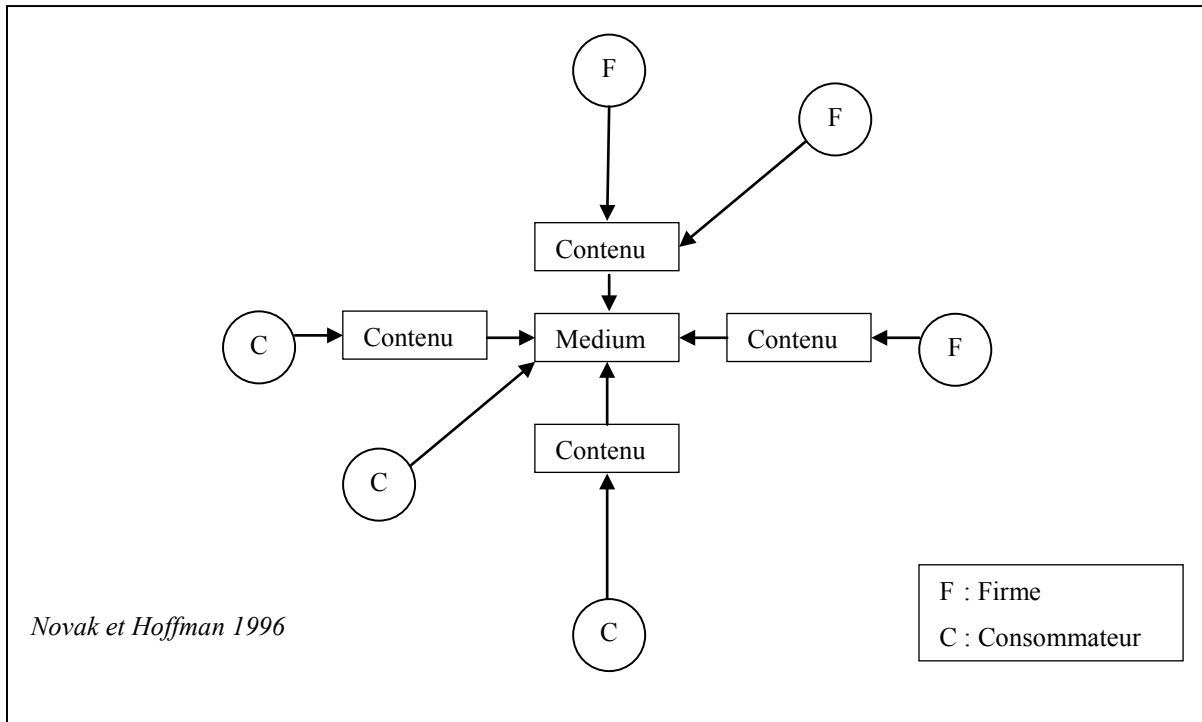 F
F
Contenu
C
Contenu
Medium
Contenu
F
Contenu
C
C
F : Firme
C : Consommateur
Novak et Hoffman 1996